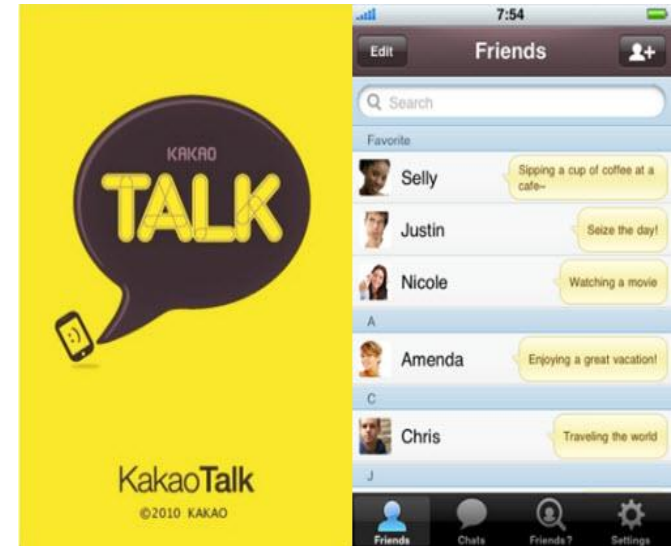 KAKAO
TALK
KakaoTalk
©2010 KAKAO
7:54
Edit
Friends
Search
Favorite
Selly
Sipping a cup of coffee at a
cafe~
Justin
Seize the day!
Nicole
Watching a movie
A
Amenda
Enjoying a great vacation!
C
Chris
Traveling the world
J
Friends
Chats
Friends?
Settings